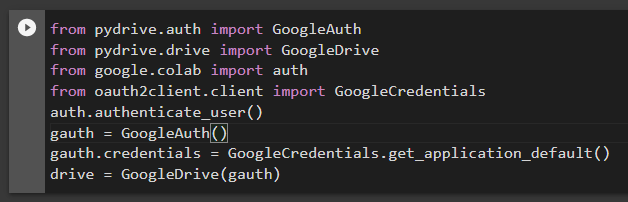 from pydrive.auth import GoogleAuth
from pydrive.drive import GoogleDrive
from google.colab import auth
from oauth2client.client import GoogleCredentials
auth.authenticate_user()
gauth = GoogleAuth()
gauth.credentials = GoogleCredentials.get_application_default()
drive = GoogleDrive(gauth)